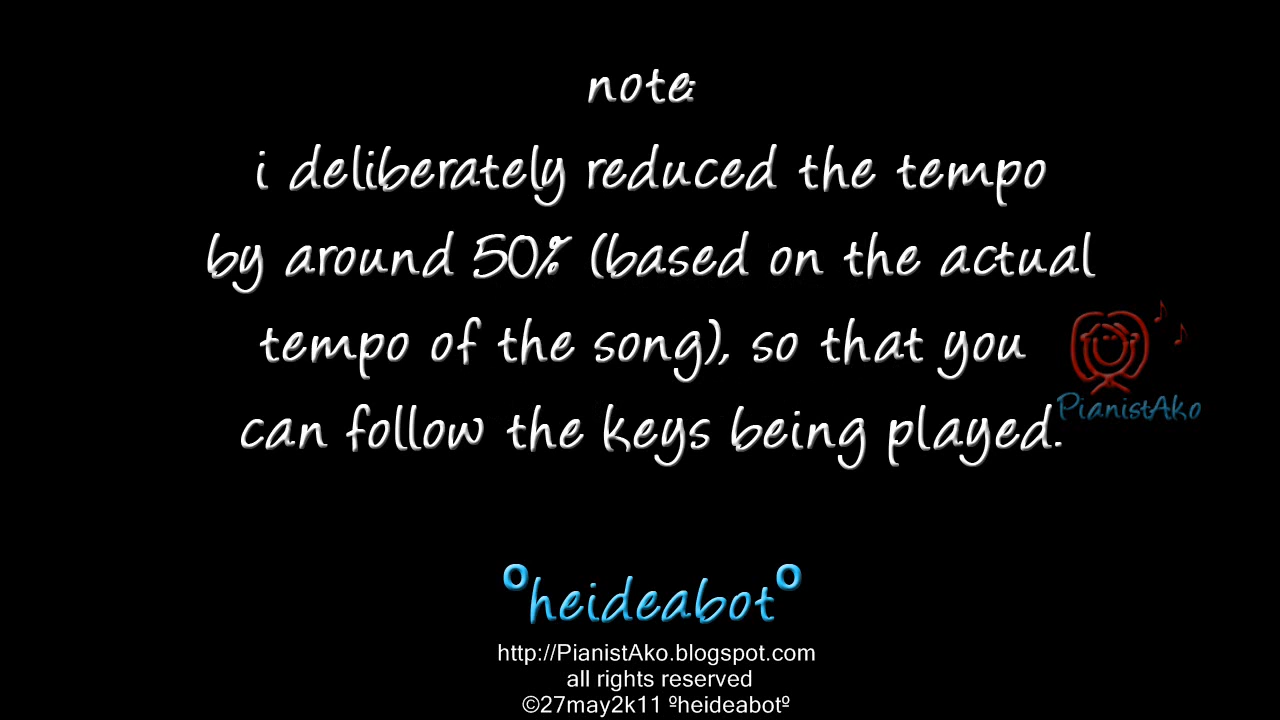 note:
i deliberately reduced the tempo
by around 50% (based on the actual
tempo of the song), so that you
can follow the keys being played.
PianistAko
ºheideabotº
http://PianistAko.blogspot.com
all rights reserved
©27may2k11 ºheideabotº